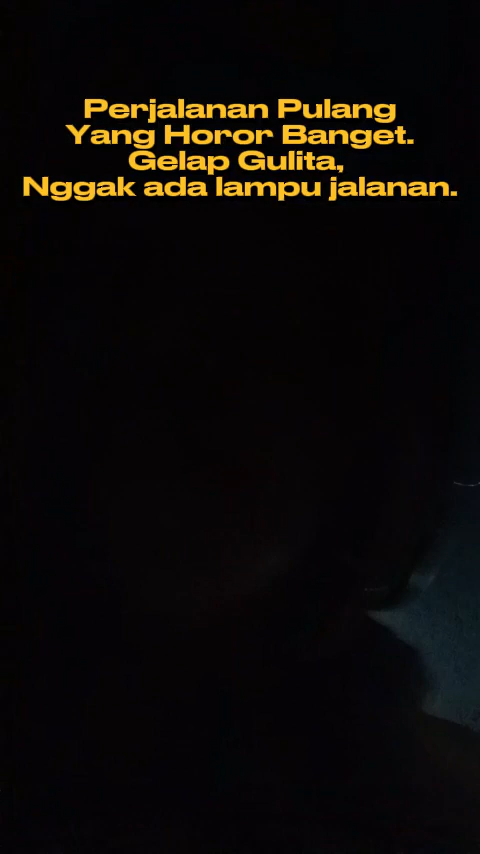 Perjalanan Pulang
Yang Horor Banget.
Gelap Gulita,
Nggak ada lampu jalanan.